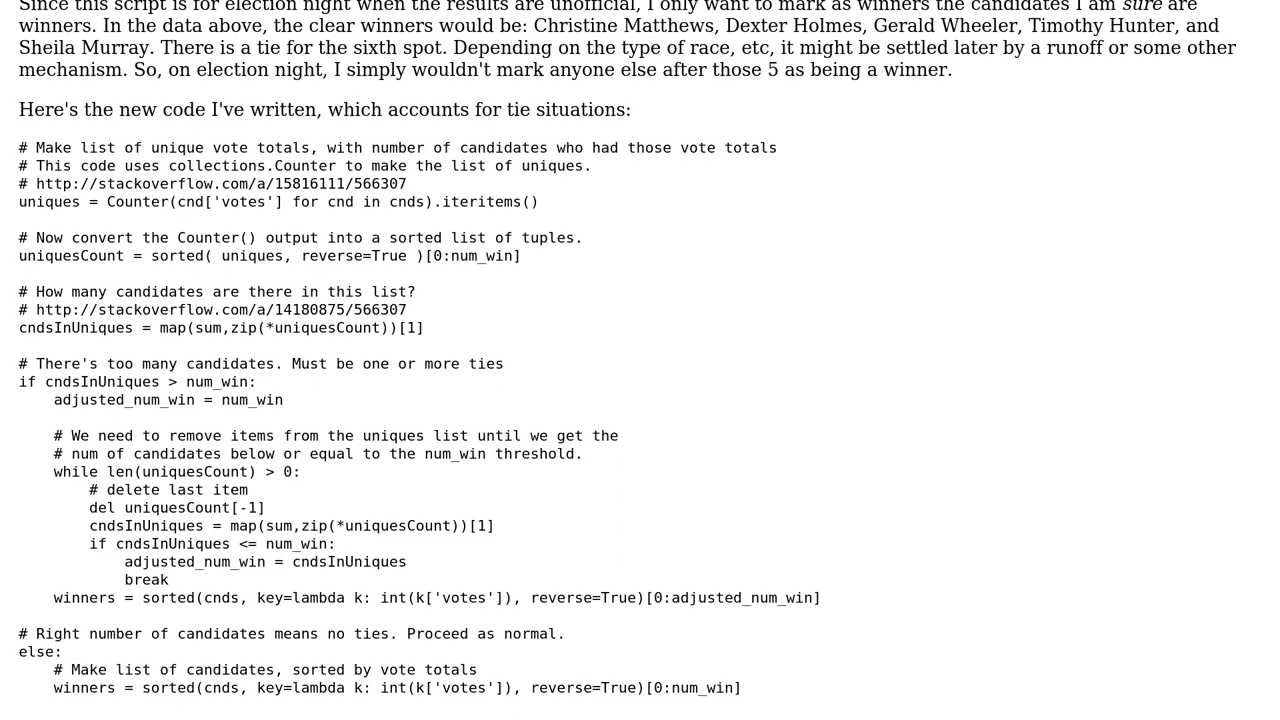 Since this script is for election night when the results are unofficial, I only want to mark as winners the candidates I am sure are
winners. In the data above, the clear winners would be: Christine Matthews, Dexter Holmes, Gerald Wheeler, Timothy Hunter, and
Sheila Murray. There is a tie for the sixth spot. Depending on the type of race, etc, it might be settled later by a runoff or some other
mechanism. So, on election night, I simply wouldn't mark anyone else after those 5 as being a winner.
Here's the new code I've written, which accounts for tie situations:
# Make list of unique vote totals, with number of candidates who had those vote totals
# This code uses collections.Counter to make the list of uniques.
# http://stackoverflow.com/a/15816111/566307
uniques = Counter(cnd['votes'] for cnd in cnds).iteritems()
# Now convert the Counter() output into a sorted list of tuples.
uniquesCount = sorted( uniques, reverse=True )[0:num_win]
# How many candidates are there in this list?
# http://stackoverflow.com/a/14180875/566307
cndsInUniques = map(sum,zip(*uniquesCount))[1]
# There's too many candidates. Must be one or more ties
if cndsInUniques > num_win:
    adjusted_num_win = num_win
    # We need to remove items from the uniques list until we get the
    # num of candidates below or equal to the num_win threshold.
    while len(uniquesCount) > 0:
        # delete last item
        del uniquesCount[-1]
        cndsInUniques = map(sum,zip(*uniquesCount))[1]
        if cndsInUniques <= num_win:
            adjusted_num_win = cndsInUniques
            break
    winners = sorted(cnds, key=lambda k: int(k['votes']), reverse=True)[0:adjusted_num_win]
# Right number of candidates means no ties. Proceed as normal.
else:
    # Make list of candidates, sorted by vote totals
    winners = sorted(cnds, key=lambda k: int(k['votes']), reverse=True)[0:num_win]